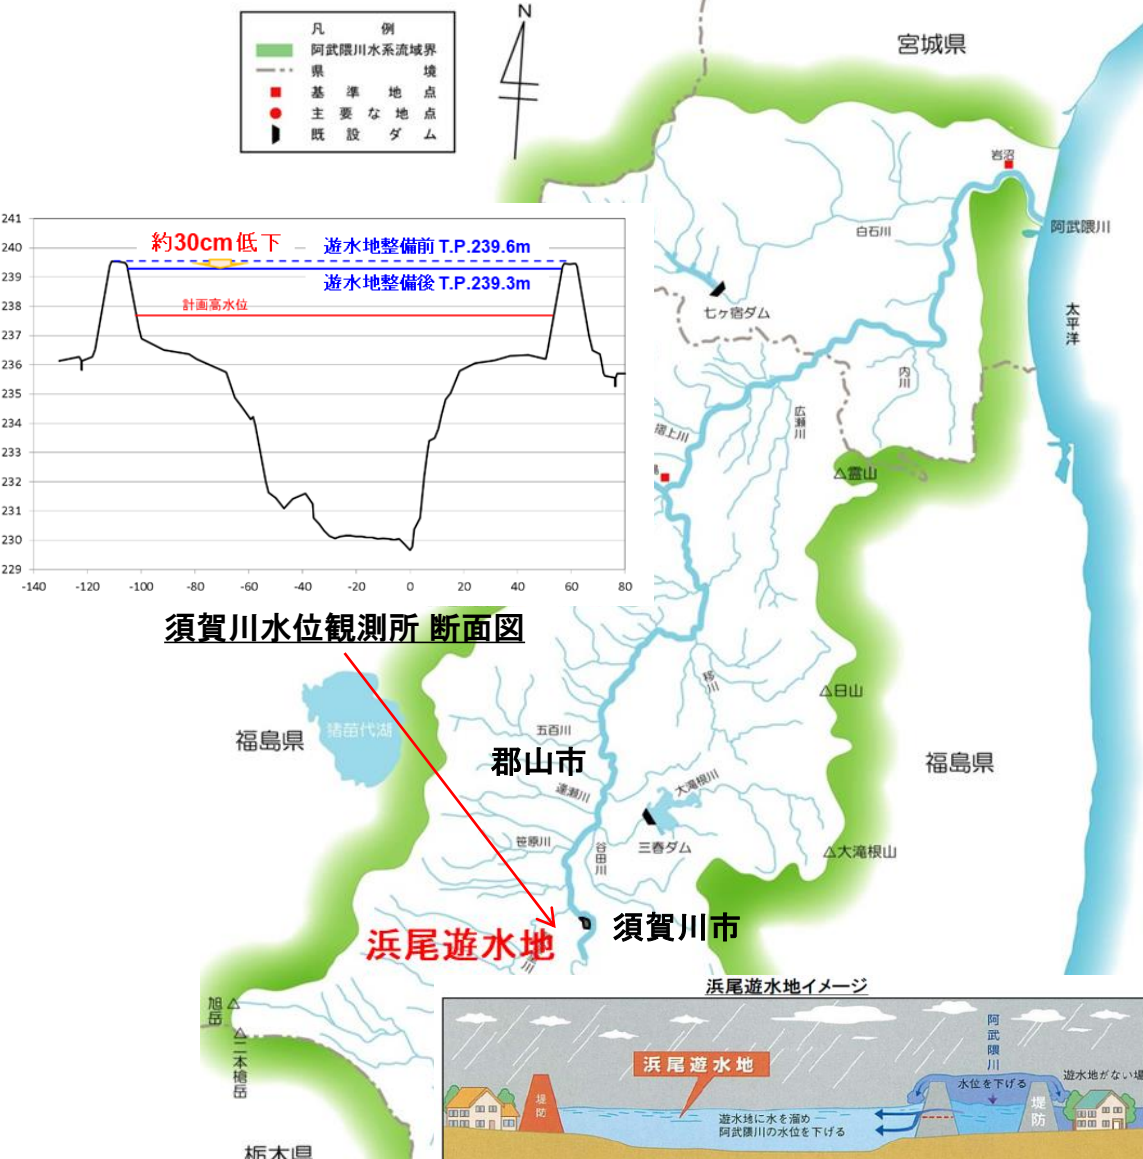 凡 例
阿武隈川水系流域界
県 境
基準地点
主要な地点
既設ダム
N
宮城県
岩沼
阿武隈川
白石川
太平洋
七ヶ宿ダム
内川
広瀬川
摺上川
△霊山
241
240
239
238
237
236
235
234
233
232
231
230
229
-140
-120
-100
-80
-60
-40
-20
0
20
40
60
80
約30cm低下
遊水地整備前 T.P.239.6m
遊水地整備後 T.P.239.3m
計画高水位
須賀川水位観測所 断面図
移川
△日山
猪苗代湖
福島県
五百川
郡山市
福島県
逢瀬川
大滝根川
笹原川
谷田川
三春ダム
△大滝根山
須賀川市
浜尾遊水地
川
旭岳△
△二本槍岳
栃木県
浜尾遊水地イメージ
阿武隈川
浜尾遊水地
水位を下げる
遊水地がない場
堤防
堤防
遊水地に水を溜め
阿武隈川の水位を下げる